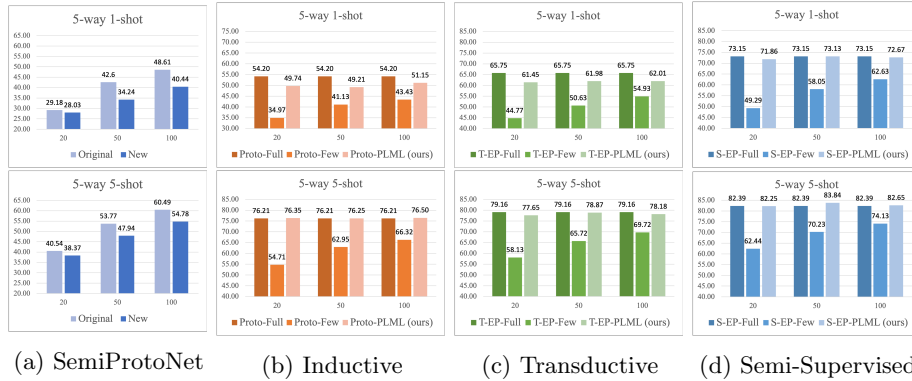 5-way 1-shot
65.00
60.00
55.00
50.00
45.00
40.00
35.00
30.00
25.00
20.00
29.18 28.03 42.6 34.24 48.61 40.44
20 50 100
Original New
5-way 1-shot
75.00
70.00
65.00
60.00
55.00
50.00
45.00
40.00
35.00
30.00
54.20 34.97 49.74 54.20 41.13 49.21 54.20 43.43 51.15
20 50 100
Proto-Full Proto-Few Proto-PLML (ours)
5-way 1-shot
80.00
75.00
70.00
65.00
60.00
55.00
50.00
45.00
40.00
65.75 44.77 61.45 65.75 50.63 61.98 65.75 54.93 62.01
20 50 100
T-EP-Full T-EP-Few T-EP-PLML (ours)
5-way 1-shot
85.00
80.00
75.00
70.00
65.00
60.00
55.00
50.00
45.00
40.00
73.15 49.29 71.86 73.15 58.05 73.13 73.15 62.63 72.67
20 50 100
S-EP-Full S-EP-Few S-EP-PLML (ours)
5-way 5-shot
65.00
60.00
55.00
50.00
45.00
40.00
35.00
30.00
25.00
20.00
40.54 38.37 53.77 47.94 60.49 54.78
20 50 100
Original New
5-way 5-shot
80.00
75.00
70.00
65.00
60.00
55.00
50.00
45.00
40.00
76.21 54.71 76.35 76.21 62.95 76.25 76.21 66.32 76.50
20 50 100
Proto-Full Proto-Few Proto-PLML (ours)
5-way 5-shot
80.00
75.00
70.00
65.00
60.00
55.00
50.00
45.00
40.00
79.16 58.13 77.65 79.16 65.72 78.87 79.16 69.72 78.18
20 50 100
T-EP-Full T-EP-Few T-EP-PLML (ours)
5-way 5-shot
85.00
80.00
75.00
70.00
65.00
60.00
55.00
50.00
45.00
40.00
82.39 62.44 82.25 82.39 70.23 83.84 82.39 74.13 82.65
20 50 100
S-EP-Full S-EP-Few S-EP-PLML (ours)
(a) SemiProtoNet
(b) Inductive
(c) Transductive
(d) Semi-Supervised